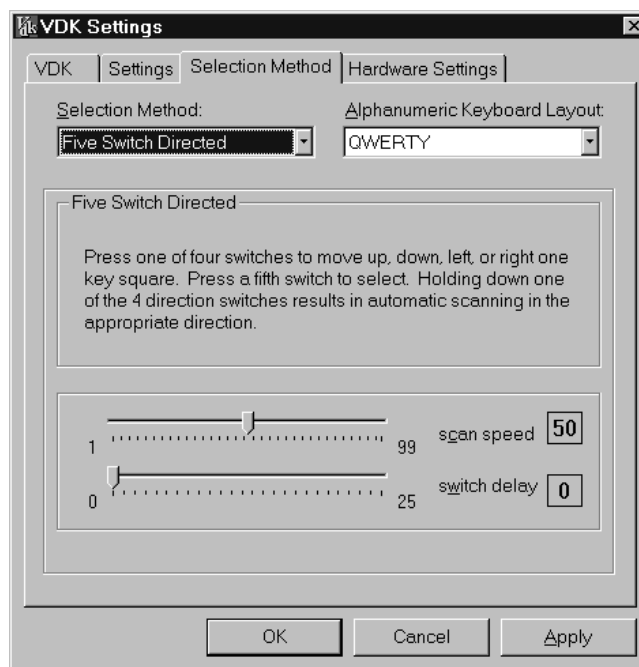 VDK Settings
VDK Settings Selection Method Hardware Settings
Selection Method: Alphanumeric Keyboard Layout:
Five Switch Directed QWERTY
Five Switch Directed
Press one of four switches to move up, down, left, or right one
key square. Press a fifth switch to select. Holding down one
of the 4 direction switches results in automatic scanning in the
appropriate direction.
1 99 scan speed 50
0 25 switch delay 0
OK Cancel Apply